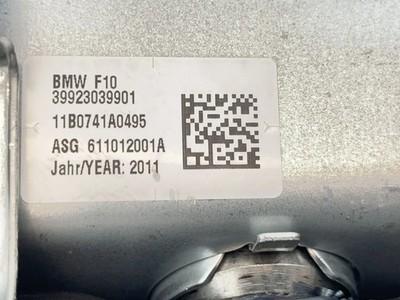 BMW F10
39923039901
11B0741A0495
ASG 611012001A
Jahr/YEAR: 2011